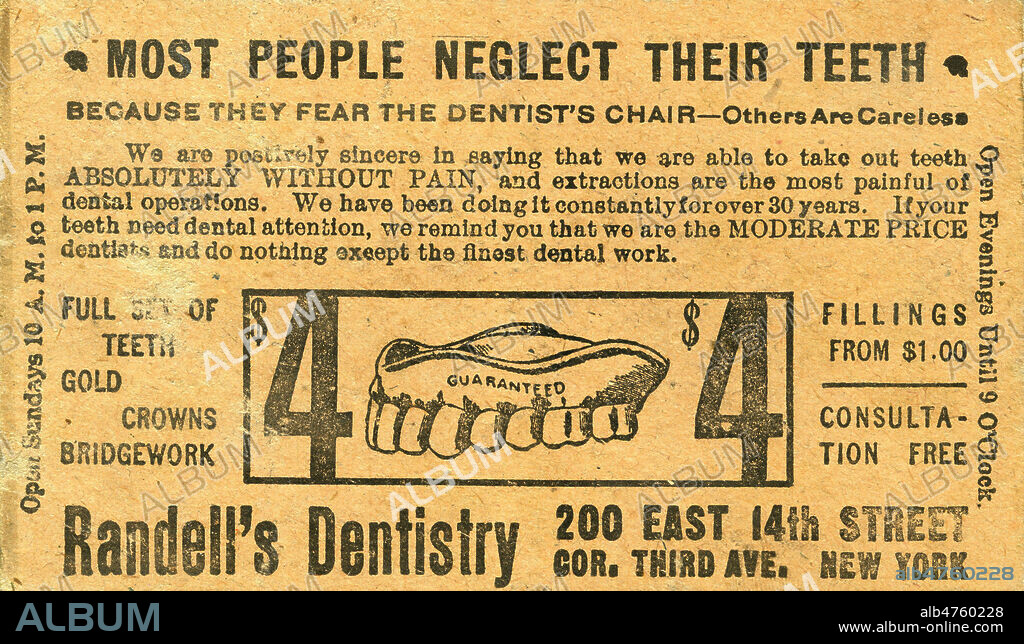 MOST PEOPLE NEGLECT THEIR TEETH
BECAUSE THEY FEAR THE DENTIST'S CHAIR—Others Are Careless
We are postively sincere in saying that we are able to take out teeth
ABSOLUTELY WITHOUT PAIN, and extractions are the most painful of
dental operations. We have been doing it constantly for over 30 years. If your
teeth need dental attention, we remind you that we are the MODERATE PRICE
dentists and do nothing except the finest dental work.
Open Sundays 10 A. M. to 1 P. M.
Open Evenings Until 9 O'Clock.
FULL SET OF
TEETH
GOLD
CROWNS
BRIDGEWORK
$4
GUARANTEED
$4
FILLINGS
FROM $1.00
CONSULTA-
TION FREE
Randell's Dentistry
200 EAST 14th STREET
COR. THIRD AVE. NEW YORK
alb4760228
ALBUM
alb4760228
www.album-online.com